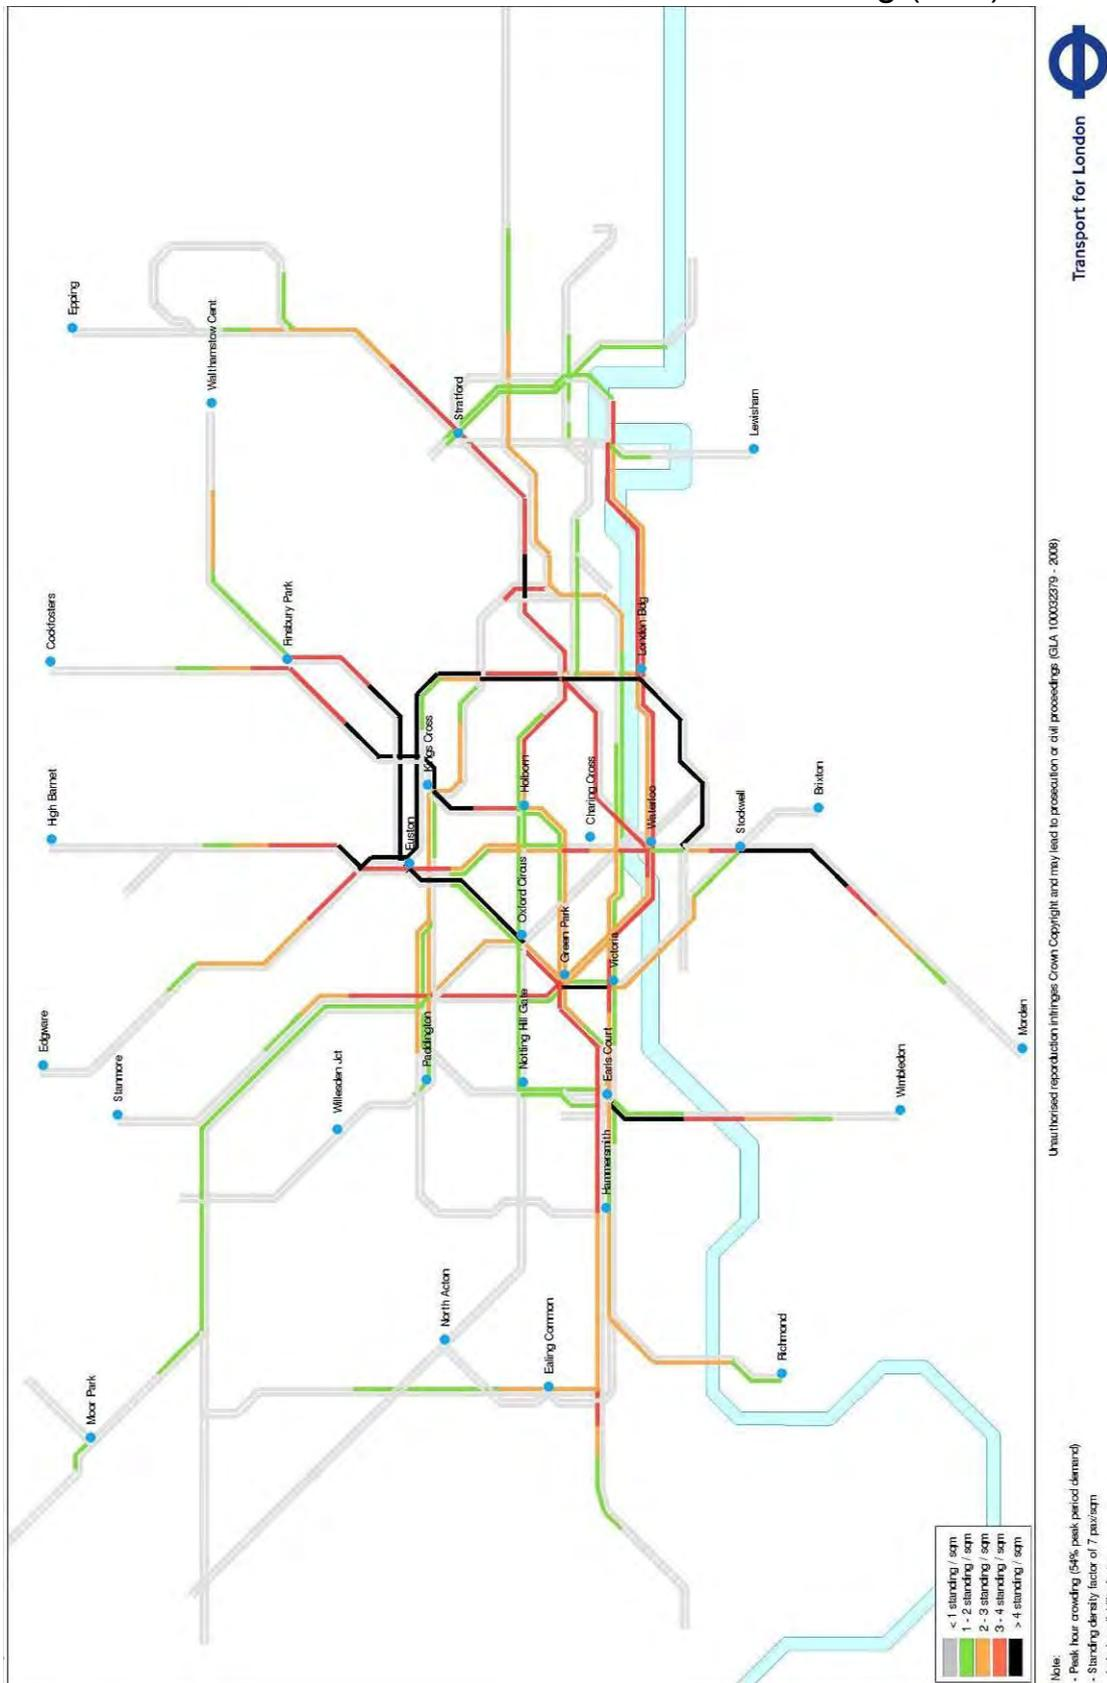 Transport for London
Epping
Walthamstow Cent
Stratford
Lewisham
Cockfosters
Finsbury Park
London Bdg
High Barnet
Kings Cross
Euston
Holborn
Charing Cross
Waterloo
Stockwell
Brixton
Oxford Circus
Green Park
Victoria
Edgware
Stanmore
Willesden Jct
Paddington
Notting Hill Gate
Earls Court
Hammersmith
Wimbledon
Morden
Moor Park
North Acton
Ealing Common
Richmond
< 1 standing / sqm
1 - 2 standing / sqm
2 - 3 standing / sqm
3 - 4 standing / sqm
> 4 standing / sqm
Unauthorised reporduction infringes Crown Copyright and may lead to prosecution or civil proceedings (GLA 100032379 - 2008)
Note:
- Peak hour crowding (54% peak period demand)
- Standing density factor of 7 pax/sqm